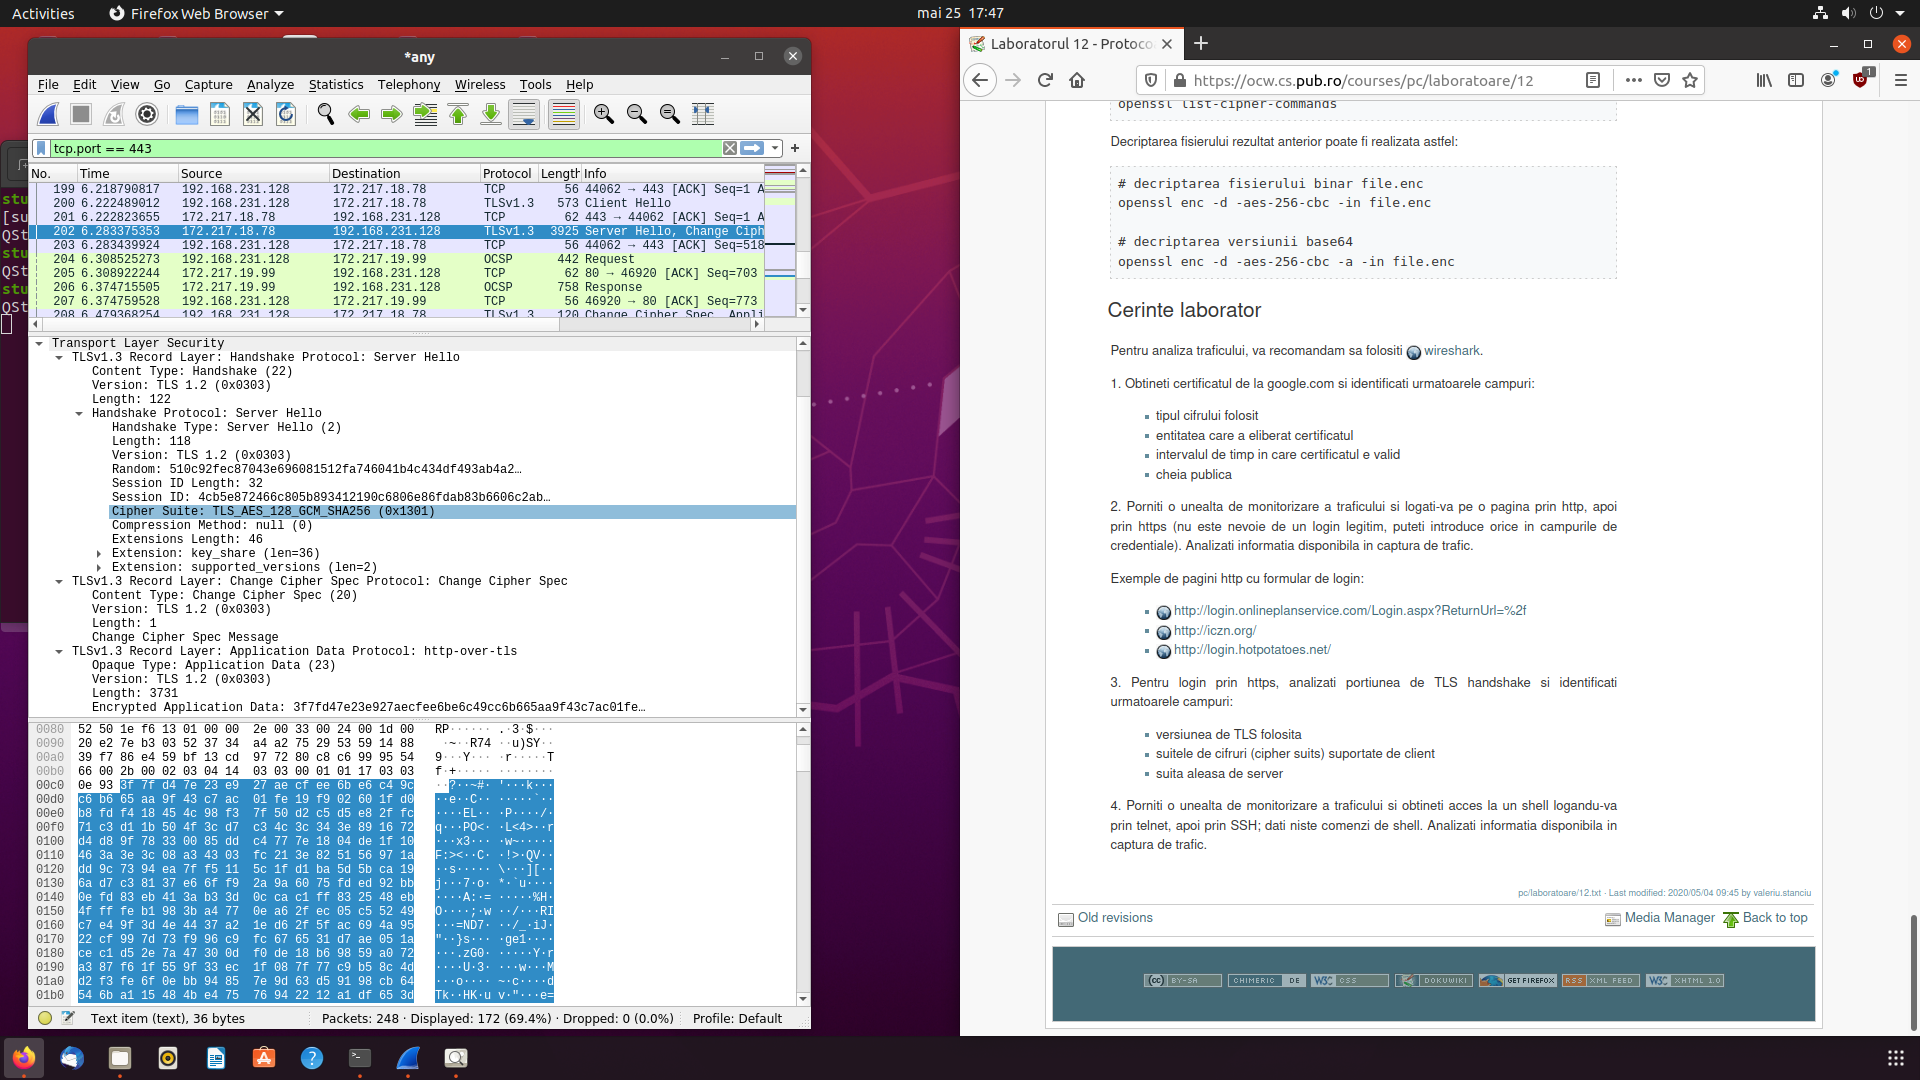 Activities
Firefox Web Browser
mai 25 17:47
*any
File Edit View Go Capture Analyze Statistics Telephony Wireless Tools Help
tcp.port == 443
No. Time Source Destination Protocol Length Info
199 6.218790817 192.168.231.128 172.217.18.78 TCP 56 44062 → 443 [ACK] Seq=1 A
200 6.222489012 192.168.231.128 172.217.18.78 TLSv1.3 573 Client Hello
201 6.222823655 172.217.18.78 192.168.231.128 TCP 62 443 → 44062 [ACK] Seq=1 A
202 6.283375353 172.217.18.78 192.168.231.128 TLSv1.3 3925 Server Hello, Change Ciph
203 6.283439924 192.168.231.128 172.217.18.78 TCP 56 44062 → 443 [ACK] Seq=518
204 6.308525273 192.168.231.128 172.217.19.99 OCSP 442 Request
205 6.308922244 172.217.19.99 192.168.231.128 TCP 62 80 → 46920 [ACK] Seq=703
206 6.374715505 172.217.19.99 192.168.231.128 OCSP 758 Response
207 6.374759528 192.168.231.128 172.217.19.99 TCP 56 46920 → 80 [ACK] Seq=773
208 6.479368254 192.168.231.128 172.217.18.78 TLSv1.3 120 Change Cipher Spec, Appli
Transport Layer Security
TLSv1.3 Record Layer: Handshake Protocol: Server Hello
Content Type: Handshake (22)
Version: TLS 1.2 (0x0303)
Length: 122
Handshake Protocol: Server Hello
Handshake Type: Server Hello (2)
Length: 118
Version: TLS 1.2 (0x0303)
Random: 510c92fec87043e696081512fa746041b4c434df493ab4a2…
Session ID Length: 32
Session ID: 4cb5e872466c805b893412190c6806e86fdab83b6606c2ab…
Cipher Suite: TLS_AES_128_GCM_SHA256 (0x1301)
Compression Method: null (0)
Extensions Length: 46
Extension: key_share (len=36)
Extension: supported_versions (len=2)
TLSv1.3 Record Layer: Change Cipher Spec Protocol: Change Cipher Spec
Content Type: Change Cipher Spec (20)
Version: TLS 1.2 (0x0303)
Length: 1
Change Cipher Spec Message
TLSv1.3 Record Layer: Application Data Protocol: http-over-tls
Opaque Type: Application Data (23)
Version: TLS 1.2 (0x0303)
Length: 3731
Encrypted Application Data: 3f7fd47e23e927aecfee6be6c49cc6b665aa9f43c7ac01fe…
0080 52 50 1e f6 13 01 00 00 2e 00 33 00 24 00 1d 00 RP······ .·3·$···
0090 20 e2 7e b3 03 52 37 34 a4 a2 75 29 53 59 14 88 ·~··R74 ··u)SY··
00a0 39 f7 86 e4 59 bf 13 cd 97 72 80 c8 c6 99 95 54 9···Y··· ·r·····T
00b0 66 00 2b 00 02 03 04 14 03 03 00 01 01 17 03 03 f·+····· ········
00c0 0e 93 3f 7f d4 7e 23 e9 27 ae cf ee 6b e6 c4 9c ··?··~#· '···k···
00d0 c6 b6 65 aa 9f 43 c7 ac 01 fe 19 f9 02 60 1f d0 ··e··C·· ·····`··
00e0 b8 fd f4 18 45 4c 98 f3 7f 50 d2 c5 d5 e8 2f fc ····EL·· ·P····/·
00f0 71 c3 d1 1b 50 4f 3c d7 c3 4c 3c 34 3e 89 16 72 q···PO<· ·L<4>··r
0100 d4 d8 9f 78 33 00 85 dd c4 77 7e 18 04 de 1f 10 ···x3··· ·w~·····
0110 46 3a 3e 3c 08 a3 43 03 fc 21 3e 82 51 56 97 1a F:><··C· ·!>·QV··
0120 dd 9c 73 94 ea 7f f5 11 5c 1f d1 ba 5d 5b ca 19 ··s····· \···][··
0130 6a d7 c3 81 37 e6 6f f9 2a 9a 60 75 fd ed 92 bb j···7·o· *·`u····
0140 0e fd 83 eb 41 3a b3 3d 0c ca c1 ff 83 25 48 eb ····A:·= ·····%H·
0150 4f ff fe b1 98 3b a4 77 0e a6 2f ec 05 c5 52 49 O····;·w ··/···RI
0160 c7 e4 9f 3d 4e 44 37 a2 1e d6 2f 5f ac 69 4a 95 ···=ND7· ··/_·iJ·
0170 22 cf 99 7d 73 f9 96 c9 fc 67 65 31 d7 ae 05 1a "··}s··· ·ge1····
0180 ce c1 d5 2e 7a 47 30 0d f0 de 18 b6 98 59 a0 72 ···.zG0· ·····Y·r
0190 a3 87 f6 1f 55 9f 33 ec 1f 08 7f 77 c9 b5 8c 4d ····U·3· ···w···M
01a0 d2 f3 fe 6f 0e bb 94 85 7e 9d 63 d5 91 98 cb 64 ···o···· ~·c····d
01b0 54 6b a1 15 48 4b e4 75 76 94 22 12 a1 df 65 3d Tk··HK·u v·"···e=
Text item (text), 36 bytes
Packets: 248 · Displayed: 172 (69.4%) · Dropped: 0 (0.0%)
Profile: Default
stu
[su
QSt
stu
QSt
stu
QSt
Laboratorul 12 - Protoco
https://ocw.cs.pub.ro/courses/pc/laboratoare/12
1
openssl list-cipher-commands
Decriptarea fisierului rezultat anterior poate fi realizata astfel:
# decriptarea fisierului binar file.enc
openssl enc -d -aes-256-cbc -in file.enc
# decriptarea versiunii base64
openssl enc -d -aes-256-cbc -a -in file.enc
Cerinte laborator
Pentru analiza traficului, va recomandam sa folositi wireshark.
1. Obtineti certificatul de la google.com si identificati urmatoarele campuri:
tipul cifrului folosit
entitatea care a eliberat certificatul
intervalul de timp in care certificatul e valid
cheia publica
2. Porniti o unealta de monitorizare a traficului si logati-va pe o pagina prin http, apoi
prin https (nu este nevoie de un login legitim, puteti introduce orice in campurile de
credentiale). Analizati informatia disponibila in captura de trafic.
Exemple de pagini http cu formular de login:
http://login.onlineplanservice.com/Login.aspx?ReturnUrl=%2f
http://iczn.org/
http://login.hotpotatoes.net/
3. Pentru login prin https, analizati portiunea de TLS handshake si identificati
urmatoarele campuri:
versiunea de TLS folosita
suitele de cifruri (cipher suits) suportate de client
suita aleasa de server
4. Porniti o unealta de monitorizare a traficului si obtineti acces la un shell logandu-va
prin telnet, apoi prin SSH; dati niste comenzi de shell. Analizati informatia disponibila in
captura de trafic.
pc/laboratoare/12.txt · Last modified: 2020/05/04 09:45 by valeriu.stanciu
Old revisions
Media Manager
Back to top
(cc) BY-SA
CHIMERIC DE
W3C CSS
DOKUWIKI
GET FIREFOX
RSS XML FEED
W3C XHTML 1.0